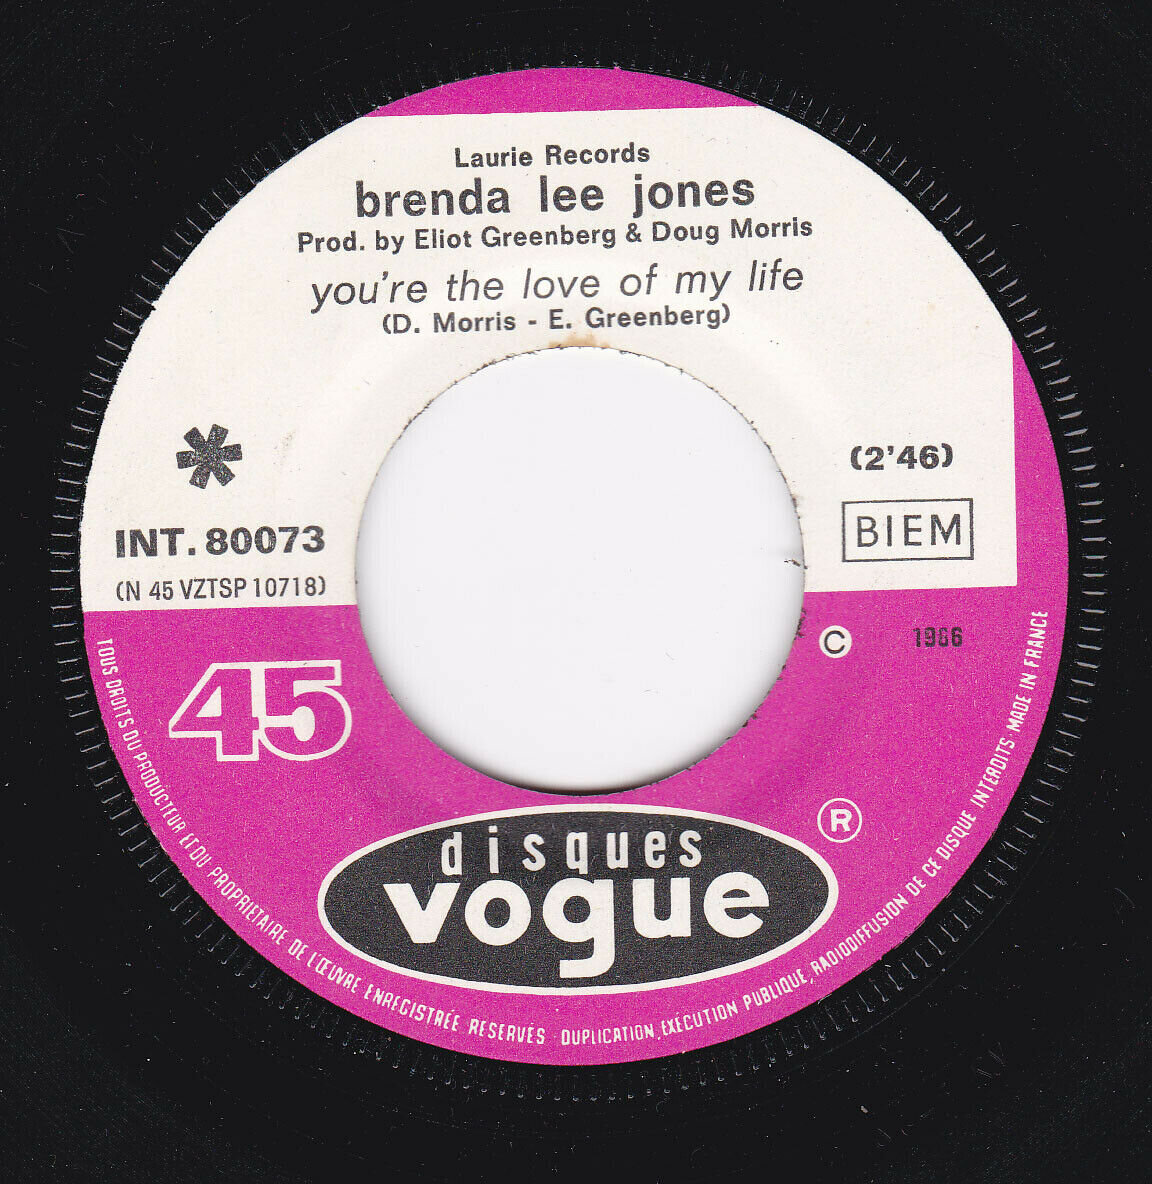 Laurie Records
brenda lee jones
Prod. by Eliot Greenberg & Doug Morris
you're the love of my life
(D. Morris - E. Greenberg)
*
INT. 80073
(N 45 VZTSP 10718)
(2'46)
BIEM
© 1966
45
®
disques
vogue
TOUS DROITS DU PRODUCTEUR ET DU PROPRIETAIRE DE L'ŒUVRE ENREGISTRÉE RESERVES DUPLICATION, EXECUTION PUBLIQUE, RADIODIFFUSION DE CE DISQUE INTERDITS. MADE IN FRANCE